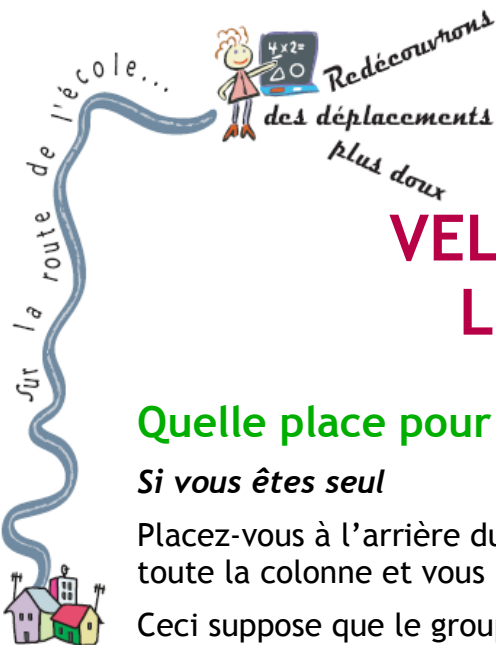 sur la route de l'école...
4x2=
Redécouvrons
des déplacements
plus doux
VEL
L
Quelle place pour
Si vous êtes seul
Placez-vous à l’arrière du
toute la colonne et vous
Ceci suppose que le group